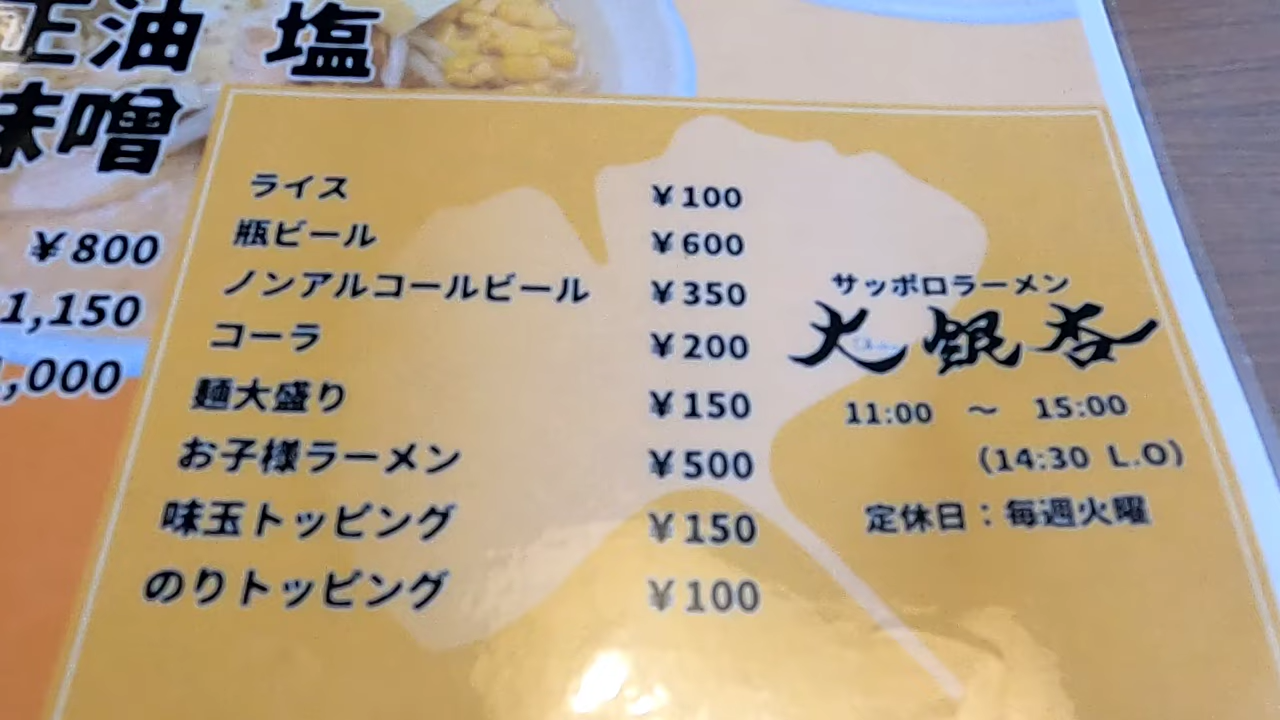 油 塩
味噌
¥800
1,150
,000
ライス ¥100
瓶ビール ¥600
ノンアルコールビール ¥350
コーラ ¥200
麺大盛り ¥150
お子様ラーメン ¥500
味玉トッピング ¥150
のりトッピング ¥100
サッポロラーメン
大銀杏
11:00 ～ 15:00
(14:30 L.O)
定休日：毎週火曜